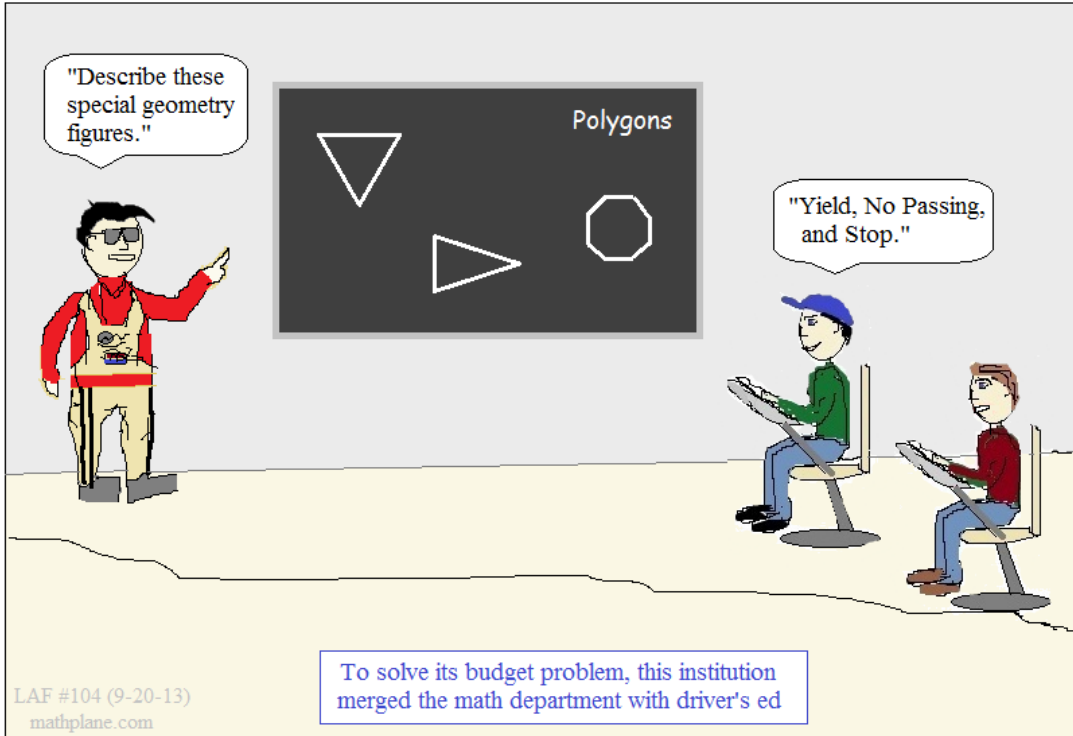 "Describe these
special geometry
figures."
Polygons
"Yield, No Passing,
and Stop."
To solve its budget problem, this institution
merged the math department with driver's ed
LAF #104 (9-20-13)
mathplane.com